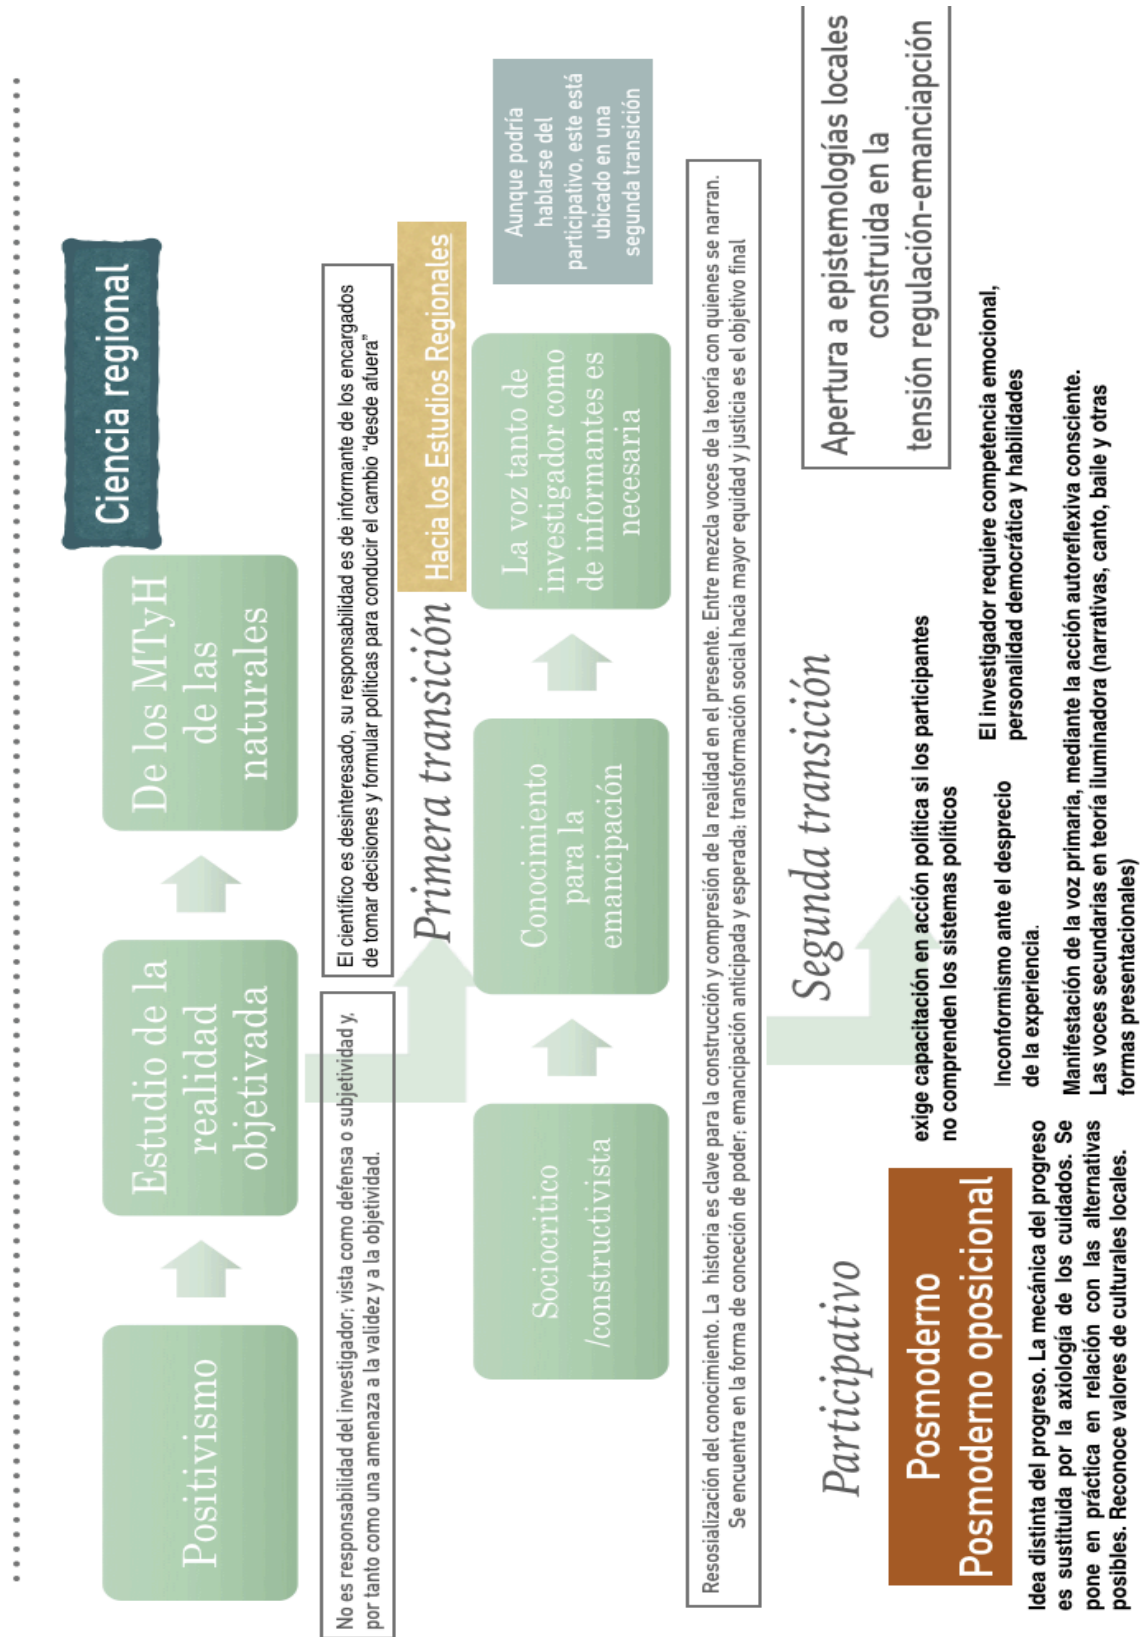 Ciencia regional
Positivismo
Estudio de la
realidad
objetivada
De los MTyH
de las
naturales
No es responsabilidad del investigador; vista como defensa o subjetividad y,
por tanto como una amenaza a la validez y a la objetividad.
El científico es desinteresado, su responsabilidad es de informante de los encargados
de tomar decisiones y formular políticas para conducir el cambio “desde afuera”
Primera transición
Hacia los Estudios Regionales
Sociocritico
/constructivista
Conocimiento
para la
emancipación
La voz tanto de
investigador como
de informantes es
necesaria
Aunque podría
hablarse del
participativo, este está
ubicado en una
segunda transición
Resosialización del conocimiento. La historia es clave para la construcción y compresión de la realidad en el presente. Entre mezcla voces de la teoría con quienes se narran.
Se encuentra en la forma de conceción de poder; emancipación anticipada y esperada; transformación social hacia mayor equidad y justicia es el objetivo final
Participativo
Segunda transición
Apertura a epistemologías locales
construida en la
tensión regulación-emanciapción
Posmoderno
Posmoderno oposicional
exige capacitación en acción política si los participantes
no comprenden los sistemas políticos
Inconformismo ante el desprecio
de la experiencia.
El investigador requiere competencia emocional,
personalidad democrática y habilidades
Idea distinta del progreso. La mecánica del progreso
es sustituida por la axiología de los cuidados. Se
pone en práctica en relación con las alternativas
posibles. Reconoce valores de culturales locales.
Manifestación de la voz primaria, mediante la acción autoreflexiva consciente.
Las voces secundarias en teoría iluminadora (narrativas, canto, baile y otras
formas presentacionales)